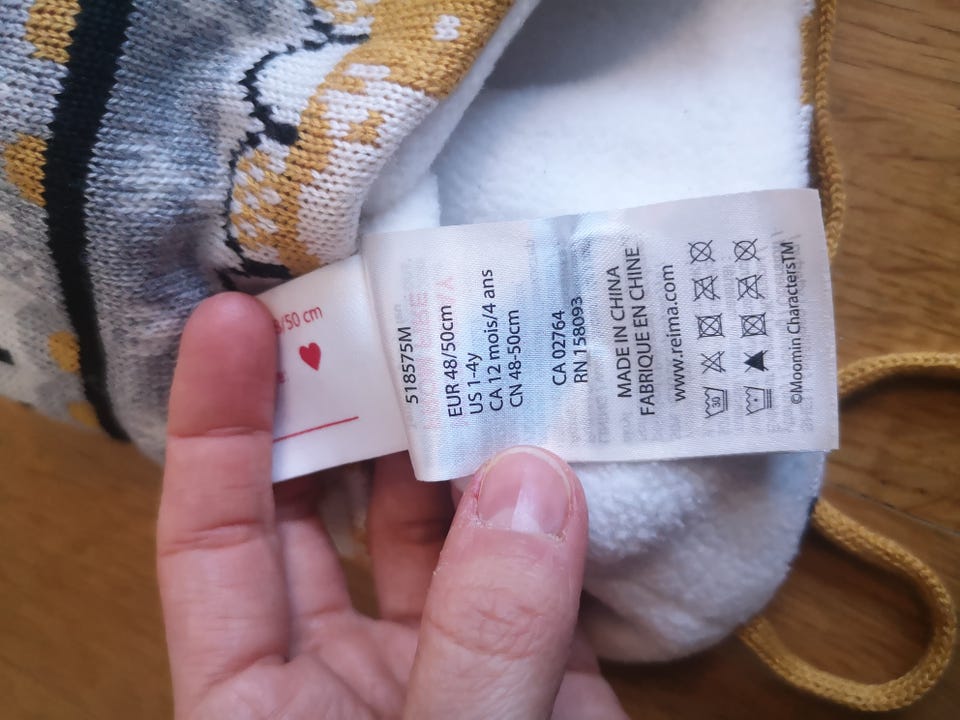 /50 cm
518575M
EUR 48/50cm
US 1-4y
CA 12 mois/4 ans
CN 48-50cm
CA 02764
RN 158093
MADE IN CHINA
FABRIQUE EN CHINE
www.reima.com
30
©Moomin CharactersTM